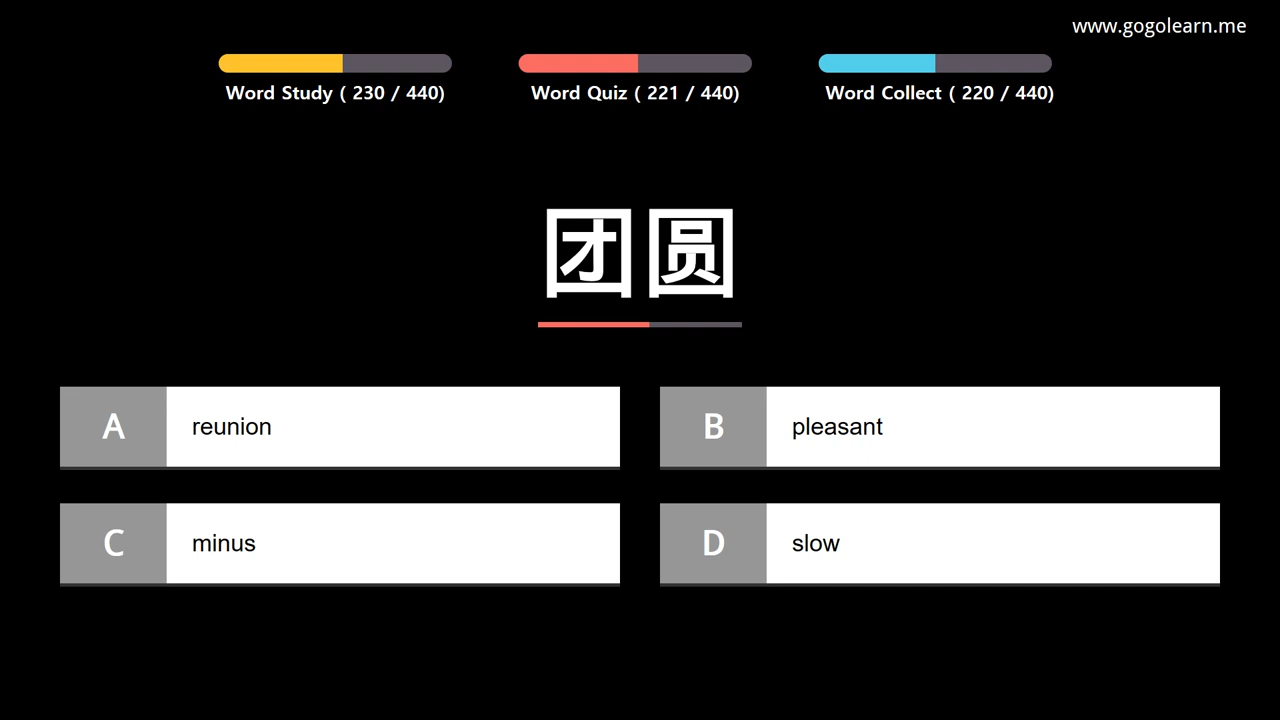 www.gogolearn.me
Word Study ( 230 / 440)
Word Quiz ( 221 / 440)
Word Collect ( 220 / 440)
团圆
A reunion
B pleasant
C minus
D slow